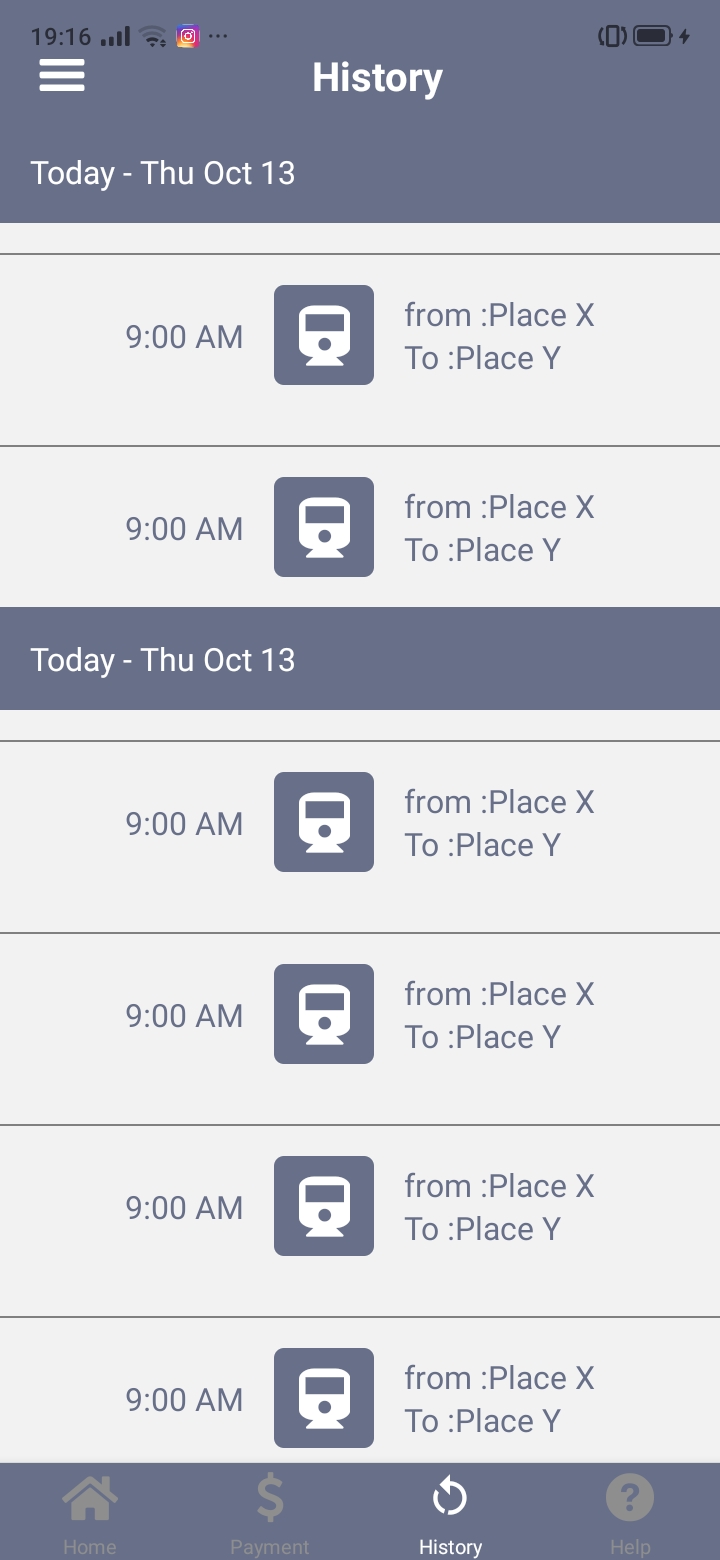 19:16
History
Today - Thu Oct 13
9:00 AM
from :Place X
To :Place Y
9:00 AM
from :Place X
To :Place Y
Today - Thu Oct 13
9:00 AM
from :Place X
To :Place Y
9:00 AM
from :Place X
To :Place Y
9:00 AM
from :Place X
To :Place Y
9:00 AM
from :Place X
To :Place Y
Home
Payment
History
Help